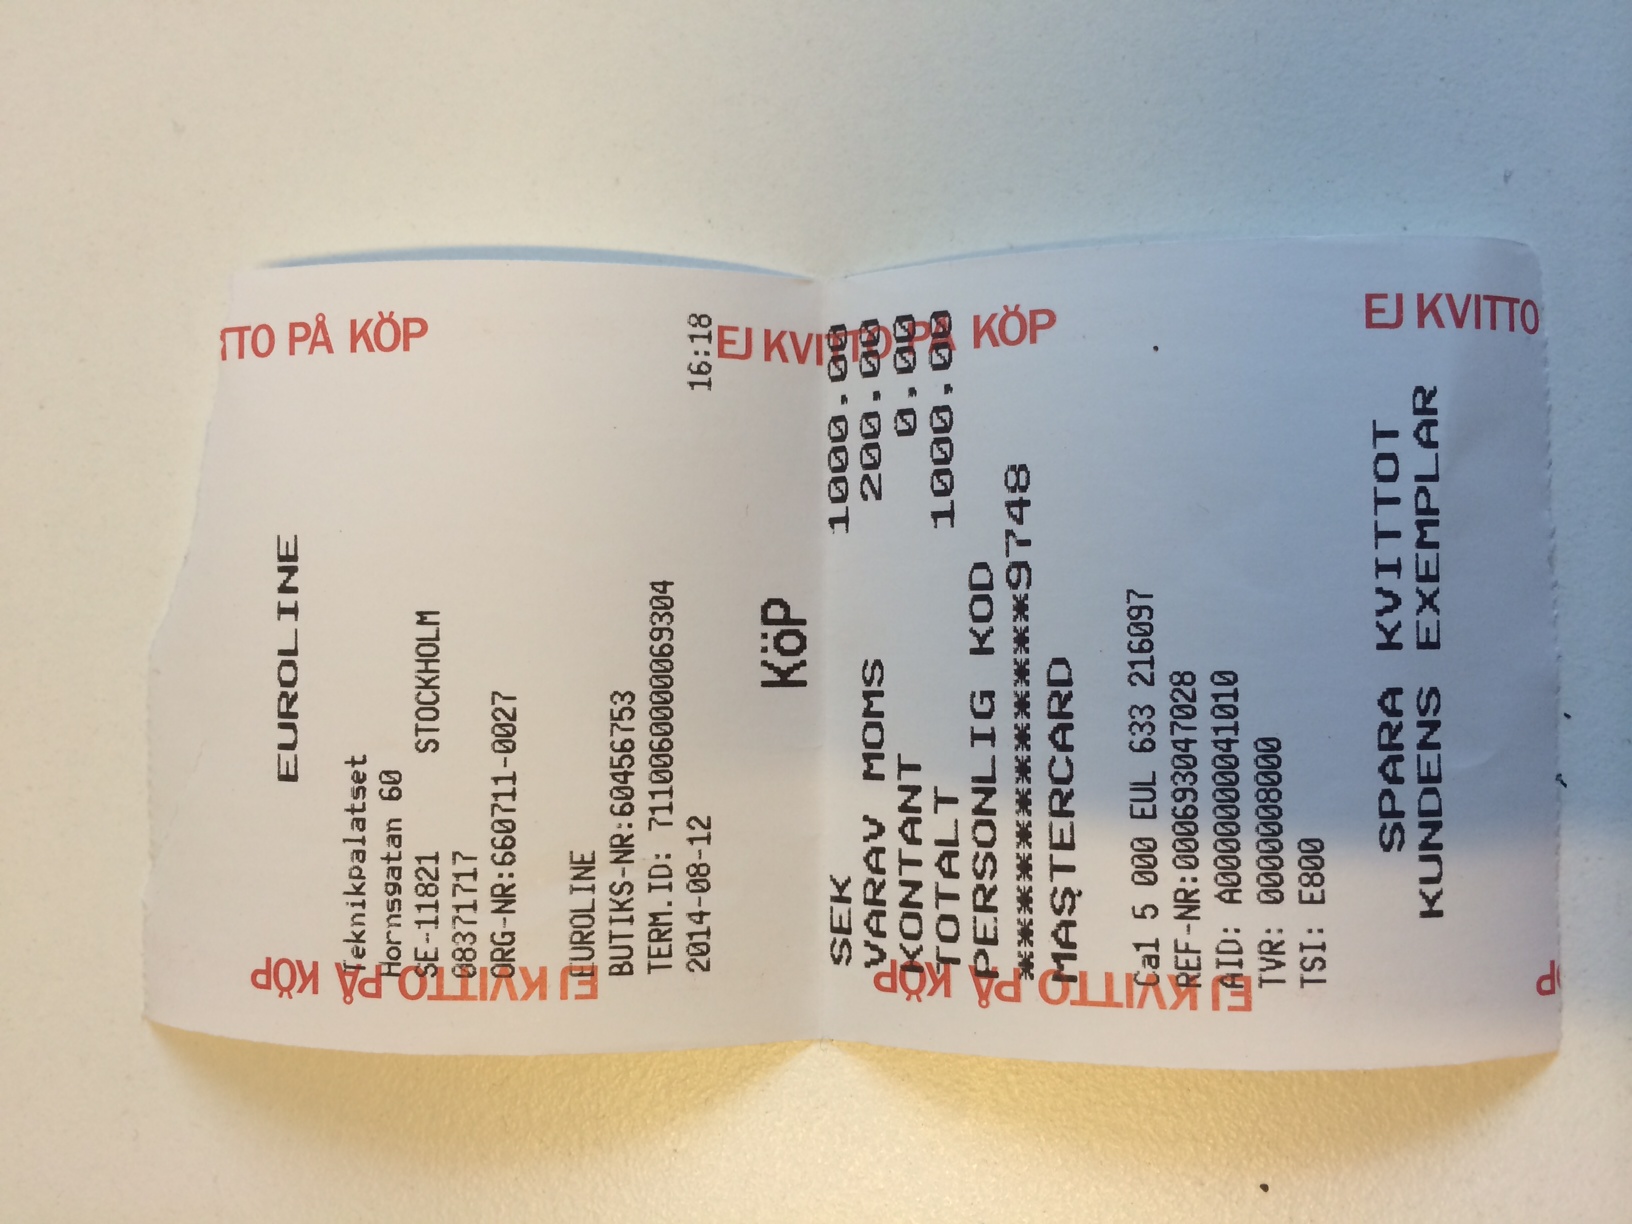 EUROLINE
Teknikpalatset
Hornsgatan 60
SE-11821 STOCKHOLM
08371717
ORG-NR:660711-0027
EUROLINE
BUTIKS-NR:60456753
TERM.ID: 7110060000069304
2014-08-12 16:18
KöP
SEK 1000.00
VARAV MOMS 200.00
KONTANT 0.00
TOTALT 1000.00
PERSONLIG KOD
************9748
MASTERCARD
Ca1 5 000 EUL 633 216097
REF-NR:000693047028
AID: A0000000041010
TVR: 0000008000
TSI: E800
SPARA KVITTOT
KUNDENS EXEMPLAR
EJ KVITTO PÅ KÖP
EJ KVITTO PÅ KÖP
ÖP
TTO PÅ KÖP
EJ KVITTO PÅ KÖP
EJ KVITTO